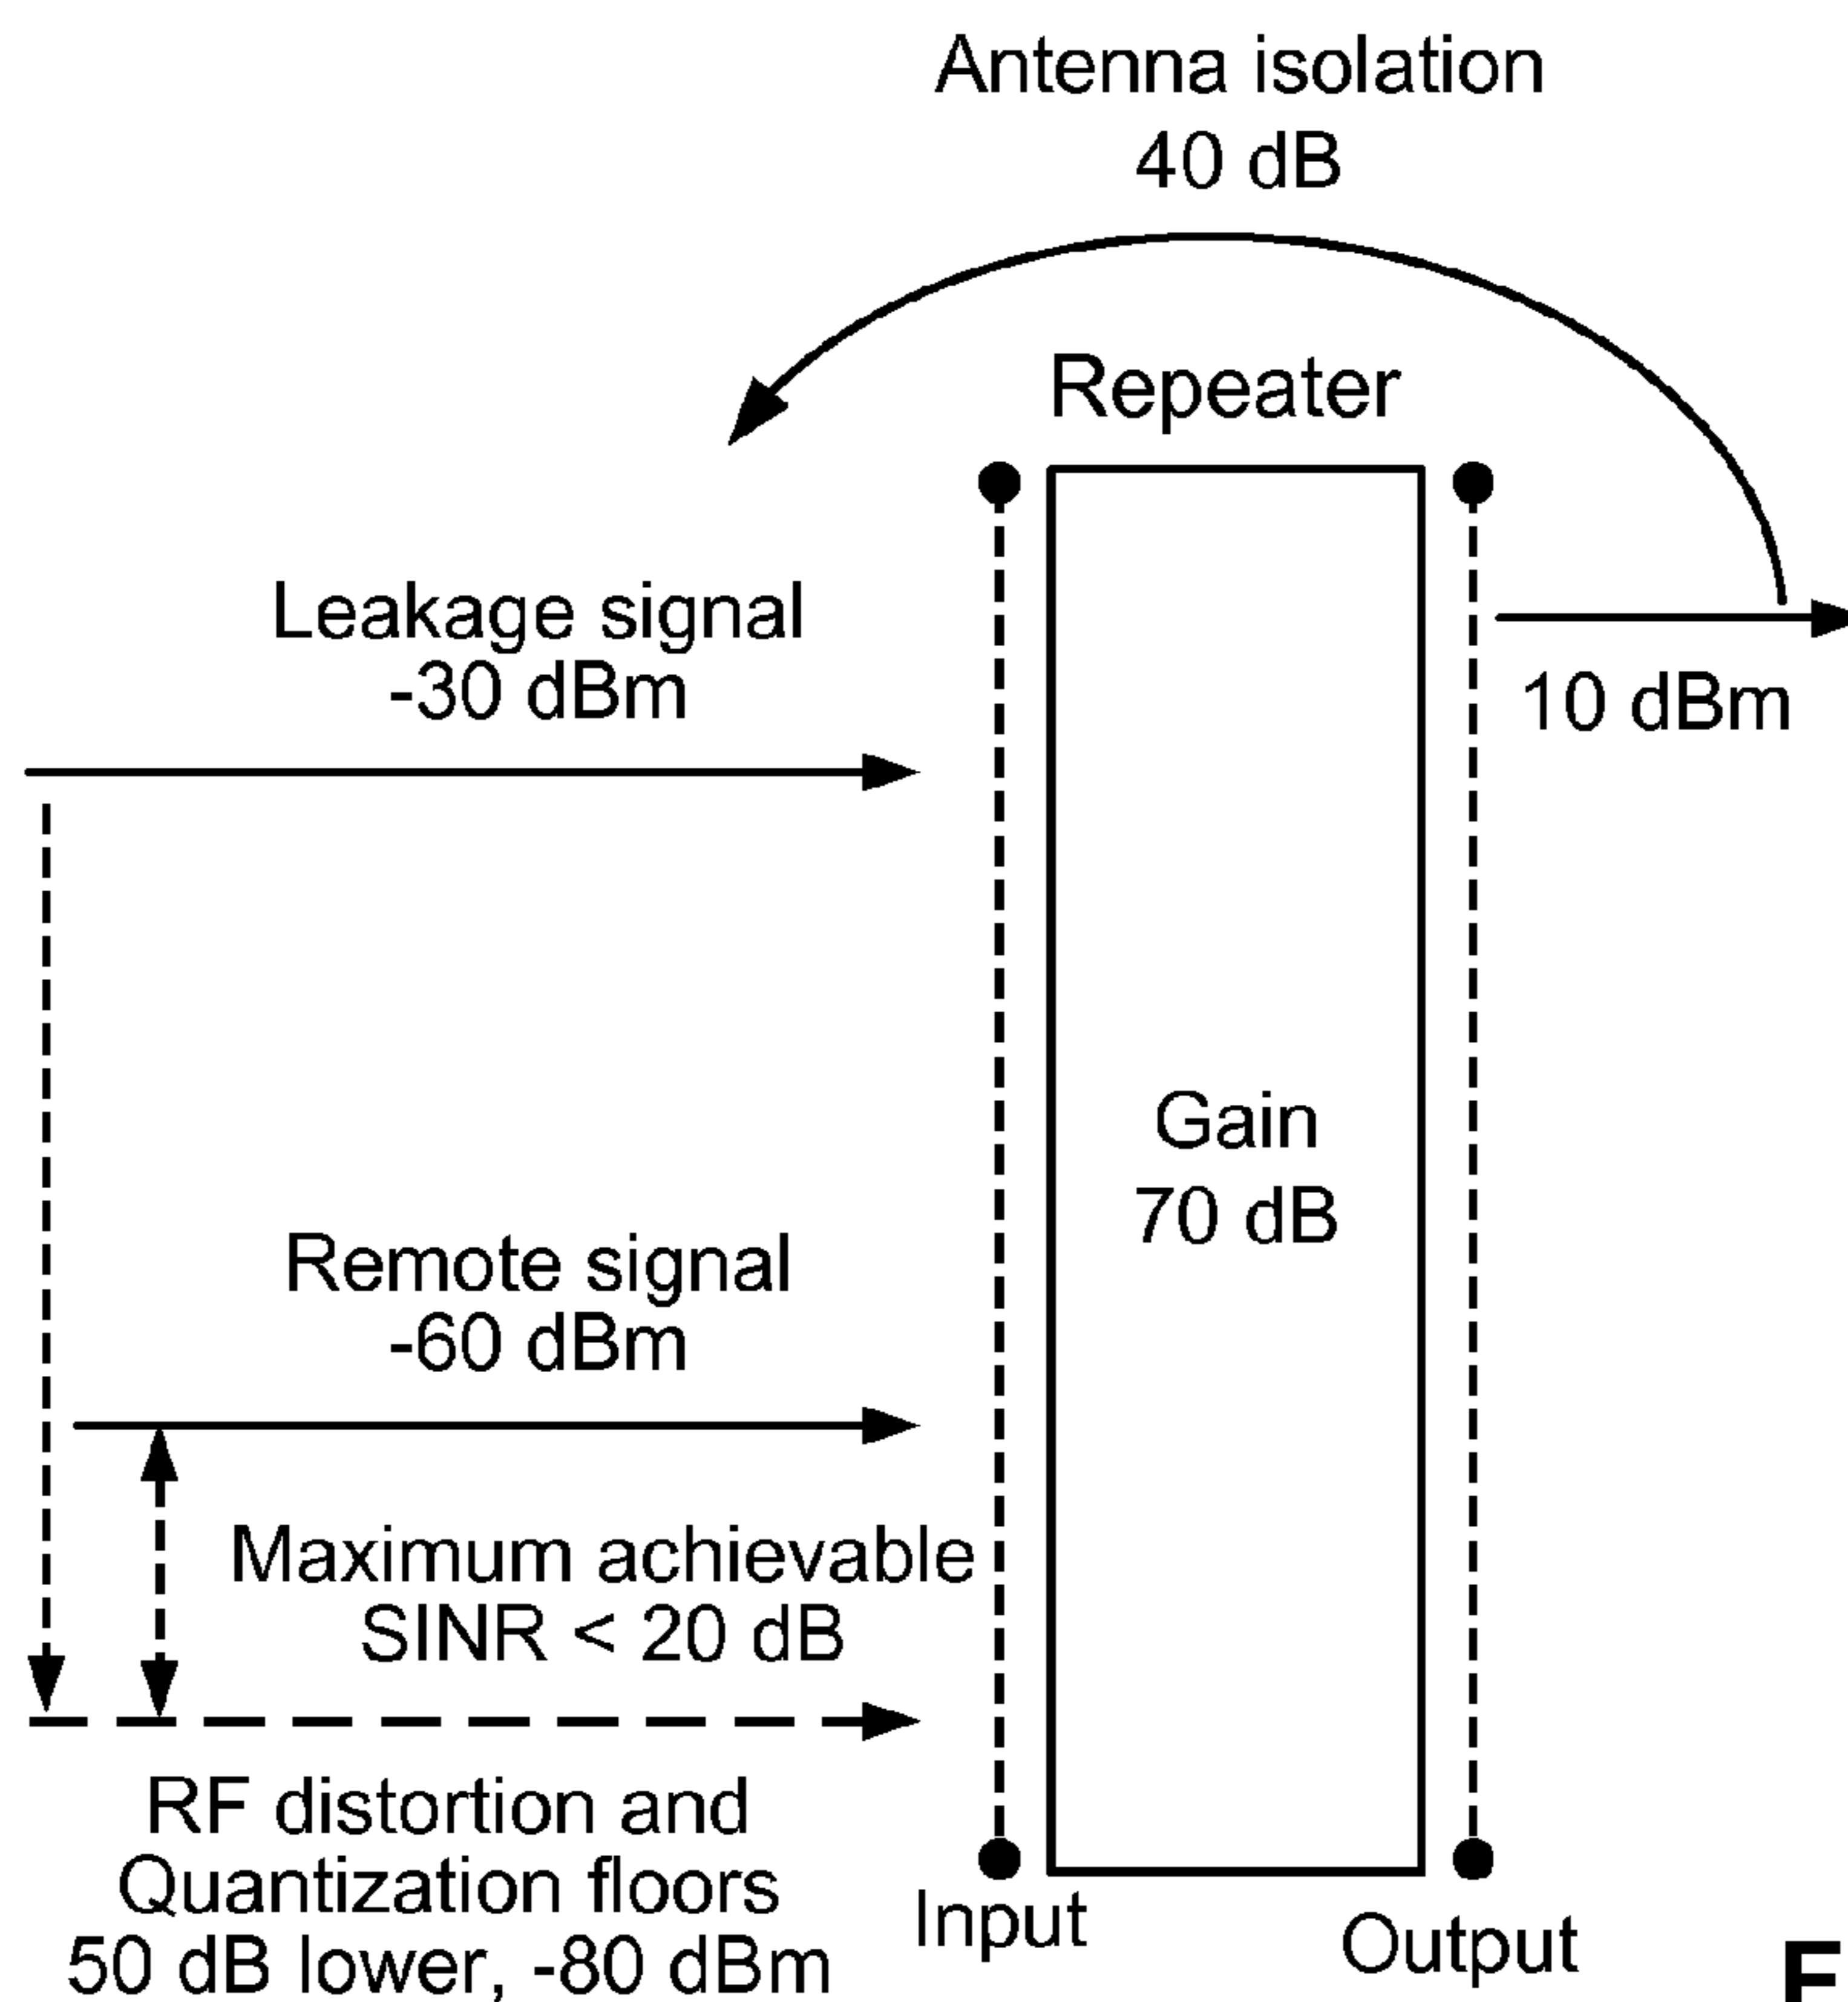 Antenna isolation
40 dB
Repeater
Leakage signal
-30 dBm
10 dBm
Gain
70 dB
Remote signal
-60 dBm
Maximum achievable
SINR < 20 dB
RF distortion and
Quantization floors
50 dB lower, -80 dBm
Input
Output